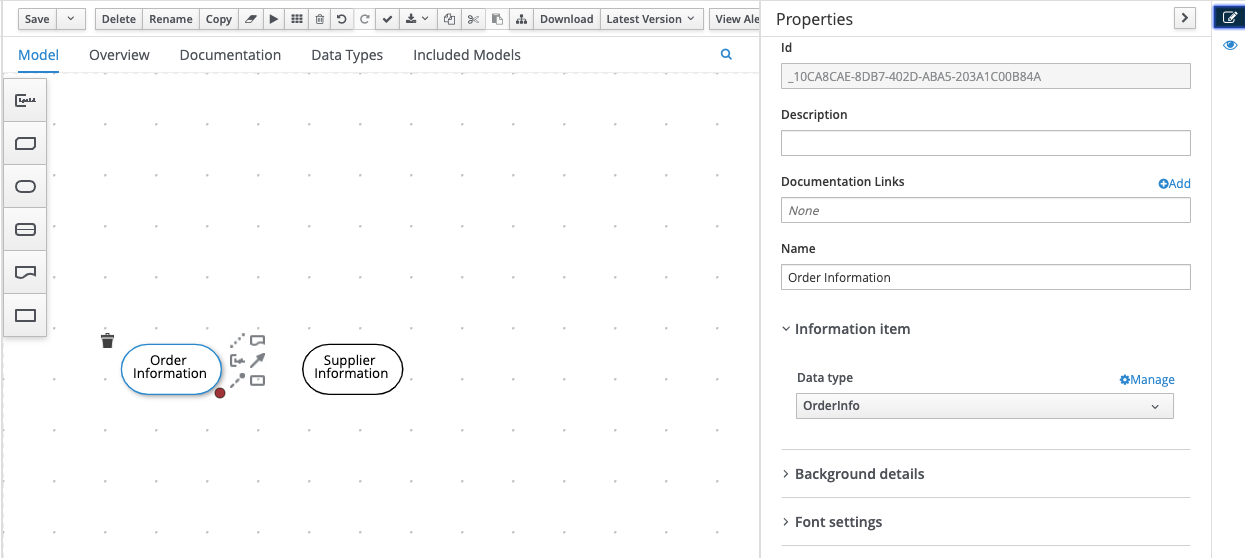 Save
Delete
Rename
Copy
Download
Latest Version
View Ale
Model
Overview
Documentation
Data Types
Included Models
Order
Information
Supplier
Information
Properties
Id
_10CA8CAE-8DB7-402D-ABA5-203A1C00B84A
Description
Documentation Links
Add
None
Name
Order Information
Information item
Data type
Manage
OrderInfo
Background details
Font settings